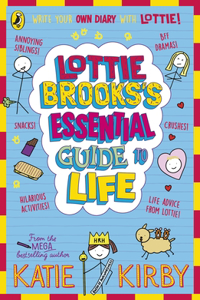 WRITE YOUR OWN DIARY WITH LOTTIE!
ANNOYING
SIBLINGS!
BFF
DRAMAS!
LOTTIE
BROOKS'S
ESSENTIAL
GUIDE TO
LIFE
SNACKS!
CRUSHES!
HILARIOUS
ACTIVITIES!
LIFE ADVICE
FROM LOTTIE!
From the
MEGA
bestselling author
HRH
KATIE KIRBY